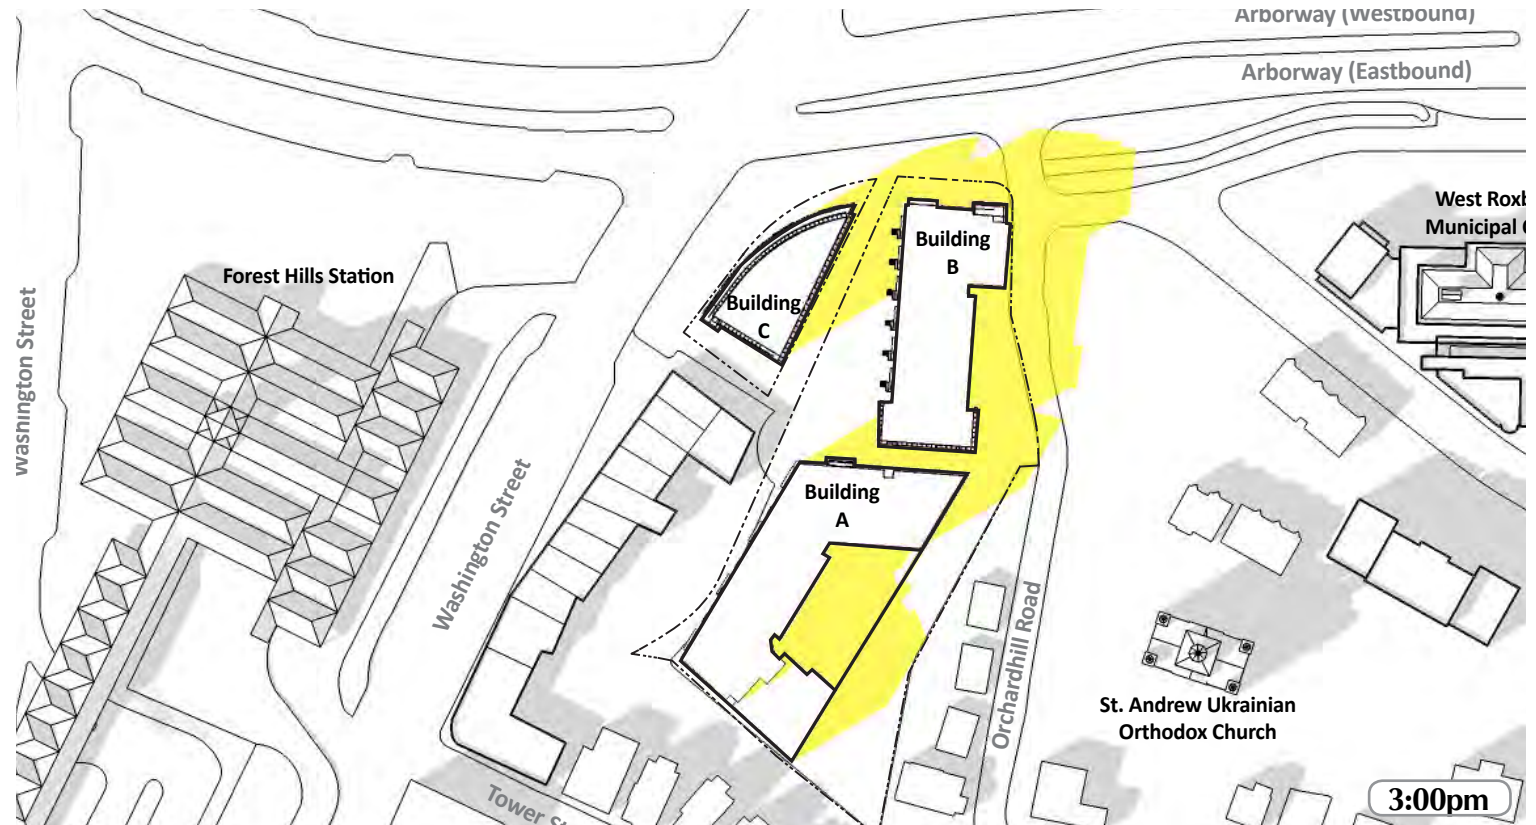 Arborway (Westbound)
Arborway (Eastbound)
West Roxb
Municipal C
Building
B
Forest Hills Station
Building
C
Washington Street
Washington Street
Building
A
Orchardhill Road
St. Andrew Ukrainian
Orthodox Church
Tower St
3:00pm